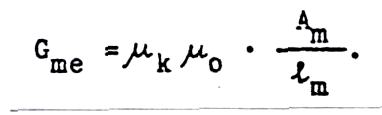 G_me = μ_k μ_o · A_m / ℓ_m.